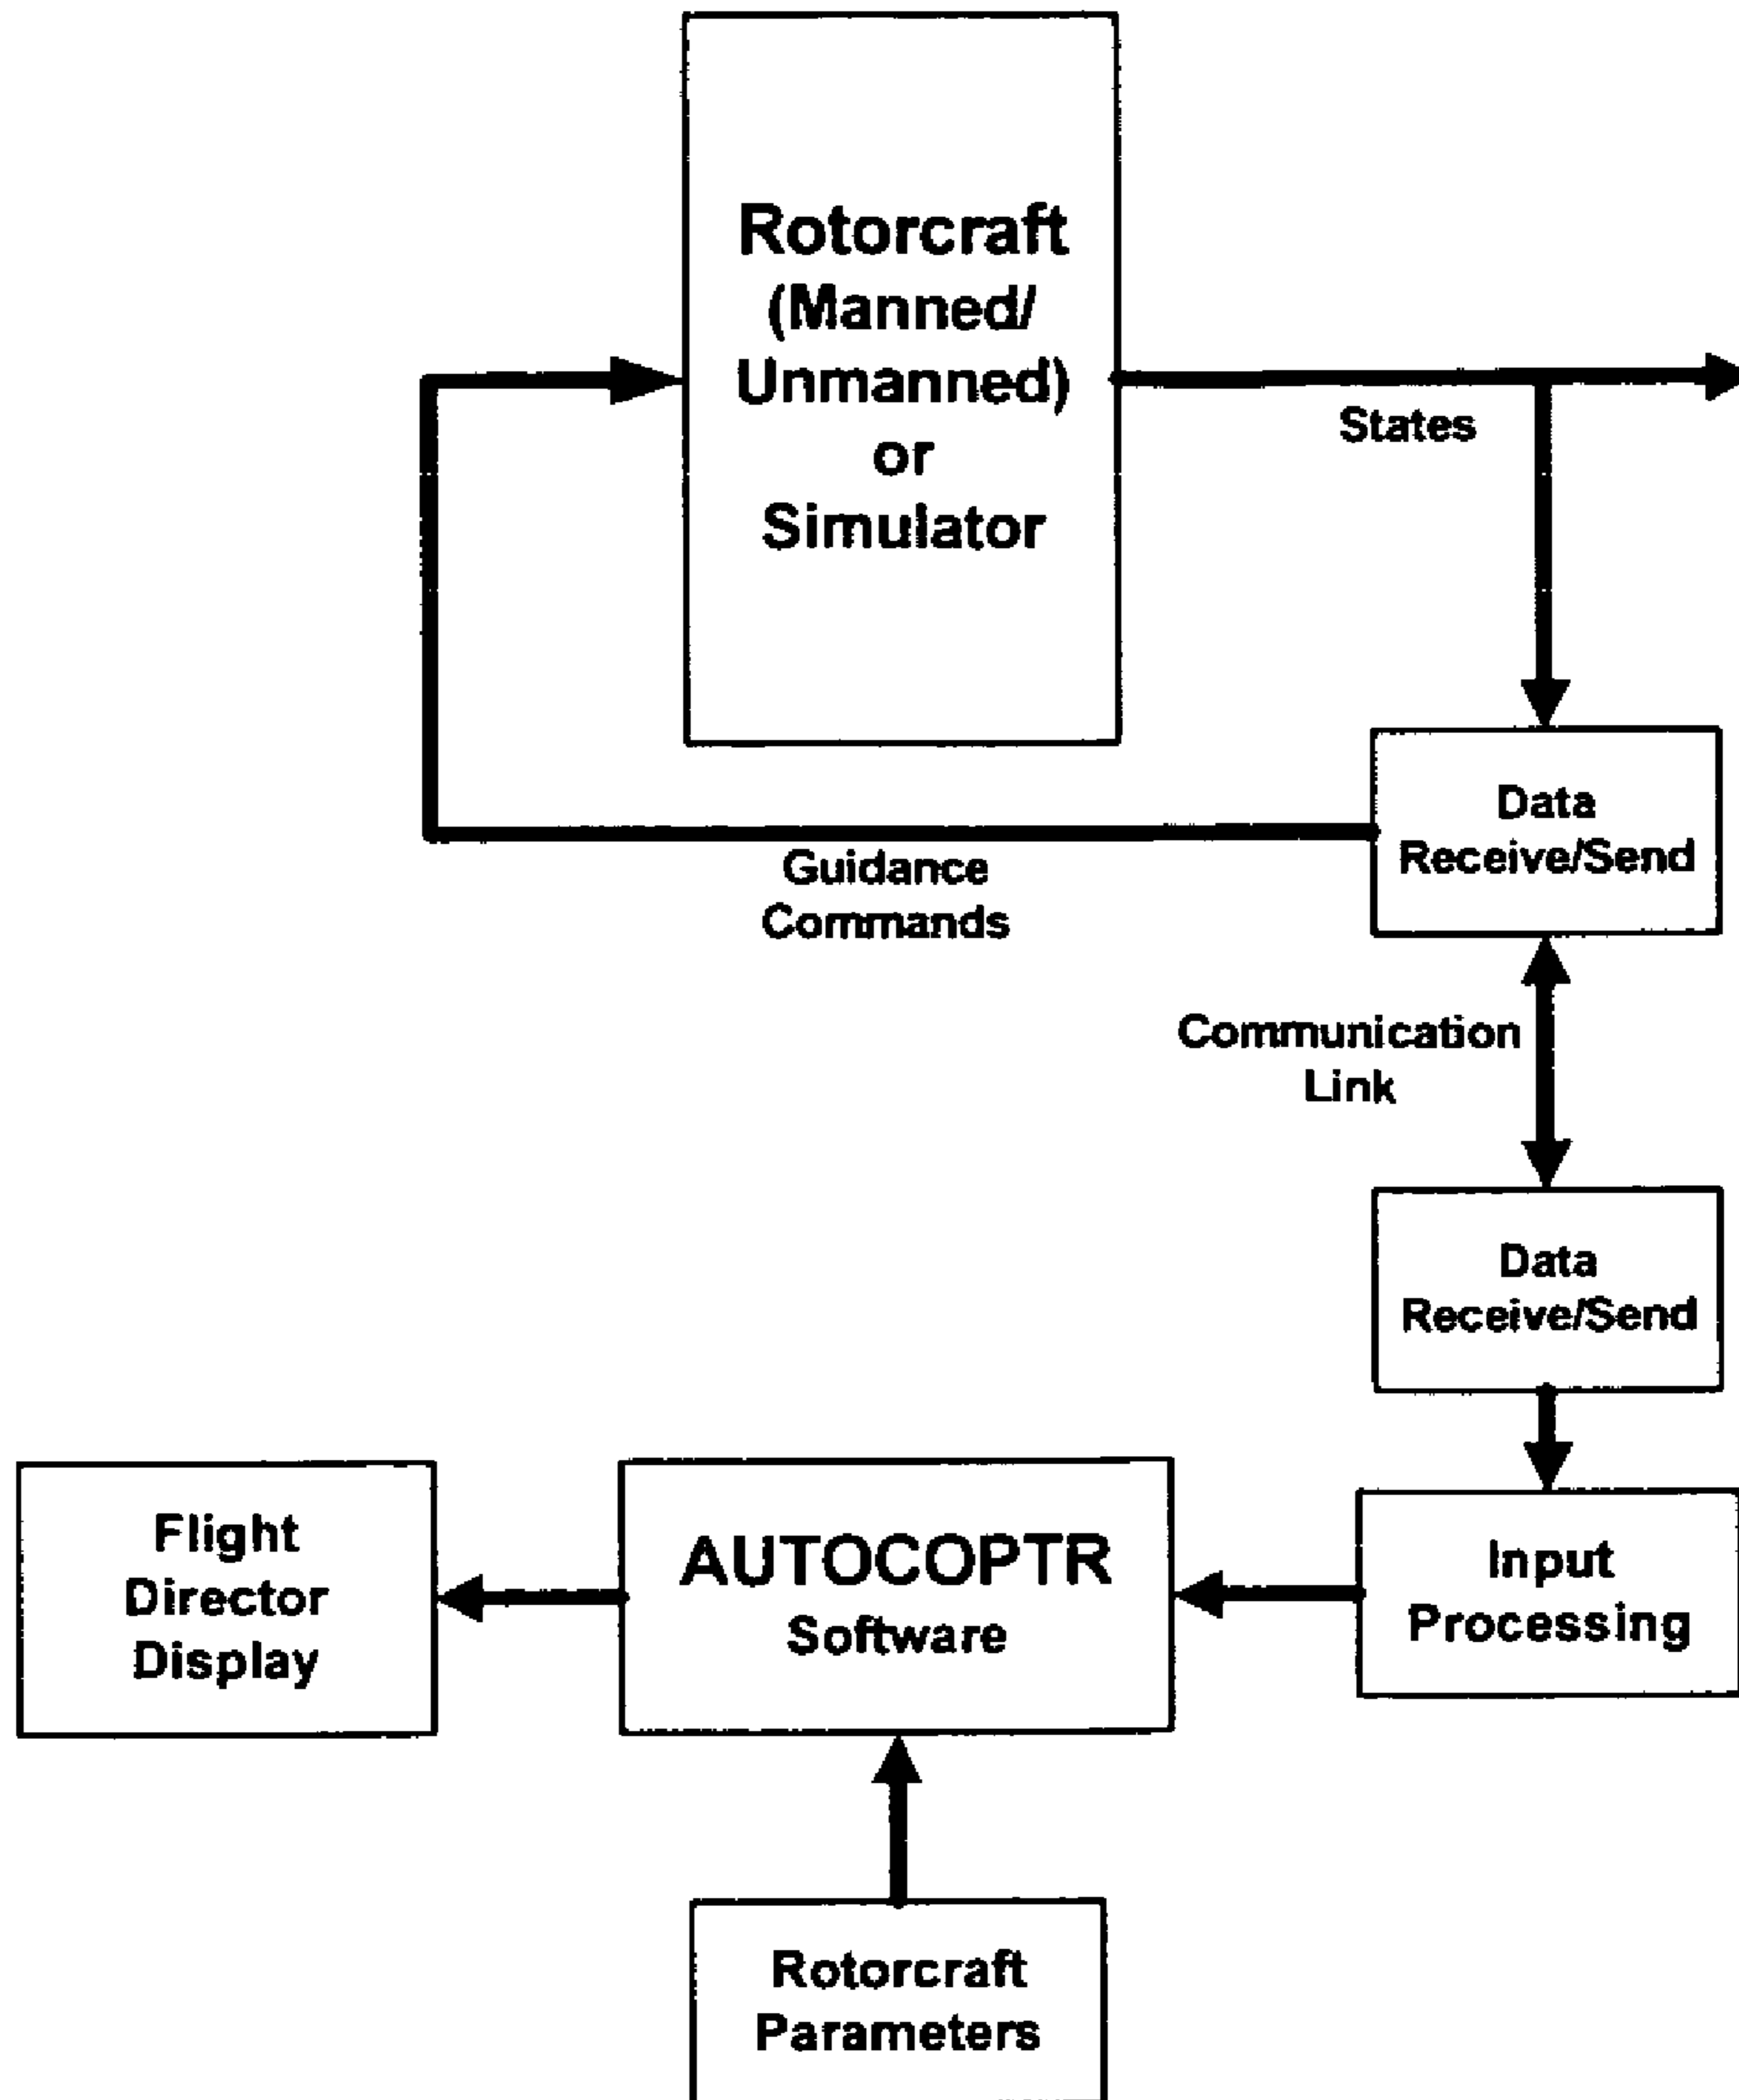 Rotorcraft
(Manned/
Unmanned)
or
Simulator
States
Data
Receive/Send
Guidance
Commands
Communication
Link
Data
Receive/Send
Flight
Director
Display
AUTOCOPTR
Software
Input
Processing
Rotorcraft
Parameters